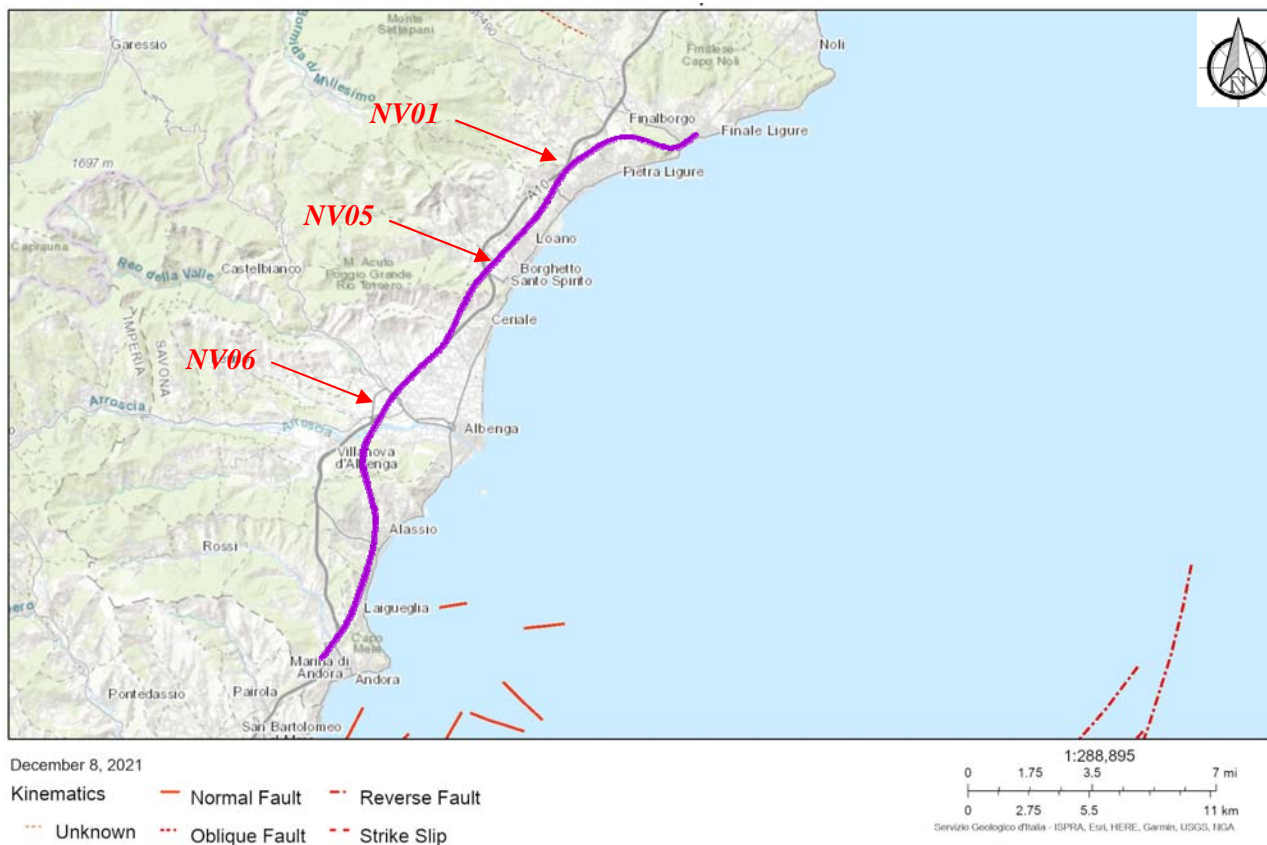 Garessio
Bormida d/ Millesimo
Monte
Settepani
SP490
Noli
Finalese
Capo Noli
NV01
Finalborgo
Finale Ligure
1697 m
A10
Pietra Ligure
NV05
Loano
Caprauna
Reo della Valle
Castelbianco
M. Acuto
Poggio Grande
Rio Torsero
Borghetto
Santo Spirito
Ceriale
IMPERIA
SAVONA
NV06
Arroscia
Arroscia
Albenga
Villanova
d'Albenga
Alassio
Rossi
Laigueglia
Capo
Mele
Marina di
Andora
Andora
Pontedassio
Pairola
San Bartolomeo
N
December 8, 2021
Kinematics
Normal Fault
Reverse Fault
Unknown
Oblique Fault
Strike Slip
1:288,895
0 1.75 3.5 7 mi
0 2.75 5.5 11 km
Servizio Geologico d'Italia - ISPRA, Esri, HERE, Garmin, USGS, NGA